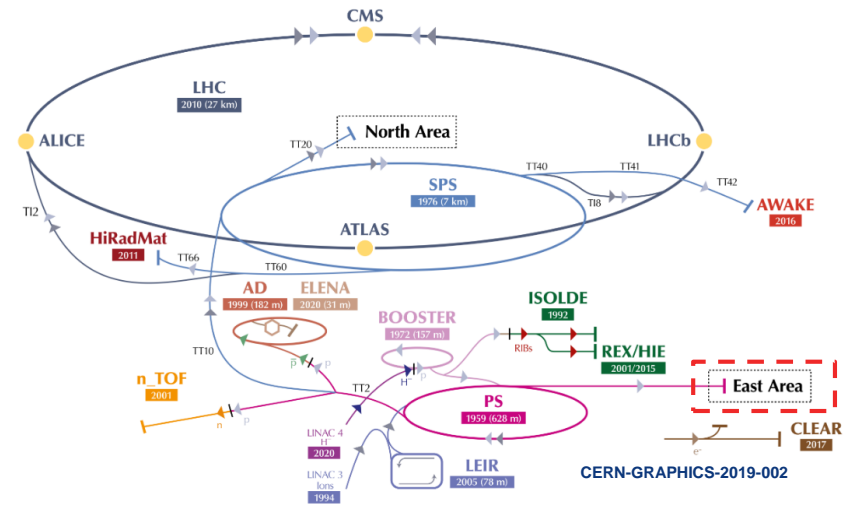 CMS
LHC
2010 (27 km)
North Area
TT20
ALICE
LHCb
TT40
TT41
SPS
1976 (7 km)
TT42
TI8
TI2
AWAKE
2016
ATLAS
HiRadMat
2011
TT66
TT60
AD
1999 (182 m)
ELENA
2020 (31 m)
ISOLDE
1992
BOOSTER
1972 (157 m)
RIBs
REX/HIE
2001/2015
TT10
p
p
H-
p
TT2
East Area
n_TOF
2001
n
p
PS
1959 (628 m)
LINAC 4
H-
2020
CLEAR
2017
e-
LEIR
2005 (78 m)
LINAC 3
Ions
1994
CERN-GRAPHICS-2019-002